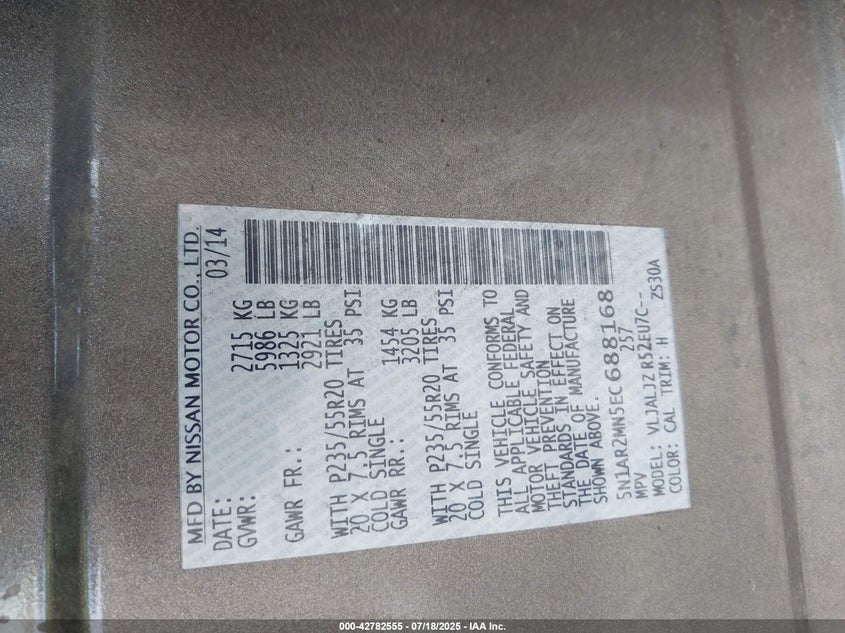 MFD BY NISSAN MOTOR CO., LTD.
DATE: 03/14
GVWR: 2715 KG
5986 LB
GAWR FR.: 1325 KG
2921 LB
WITH P235/55R20 TIRES
20 X 7.5 RIMS AT 35 PSI
COLD SINGLE
GAWR RR.: 1454 KG
3205 LB
WITH P235/55R20 TIRES
20 X 7.5 RIMS AT 35 PSI
COLD SINGLE
THIS VEHICLE CONFORMS TO
ALL APPLICABLE FEDERAL
MOTOR VEHICLE SAFETY AND
THEFT PREVENTION
STANDARDS IN EFFECT ON
THE DATE OF MANUFACTURE
SHOWN ABOVE.
5N1AR2MN5EC688168
MPV 257
MODEL: VLJALJZ R52EU7C--
COLOR: CAL TRIM: H ZS30A
000-42782555 - 07/18/2025 - IAA Inc.